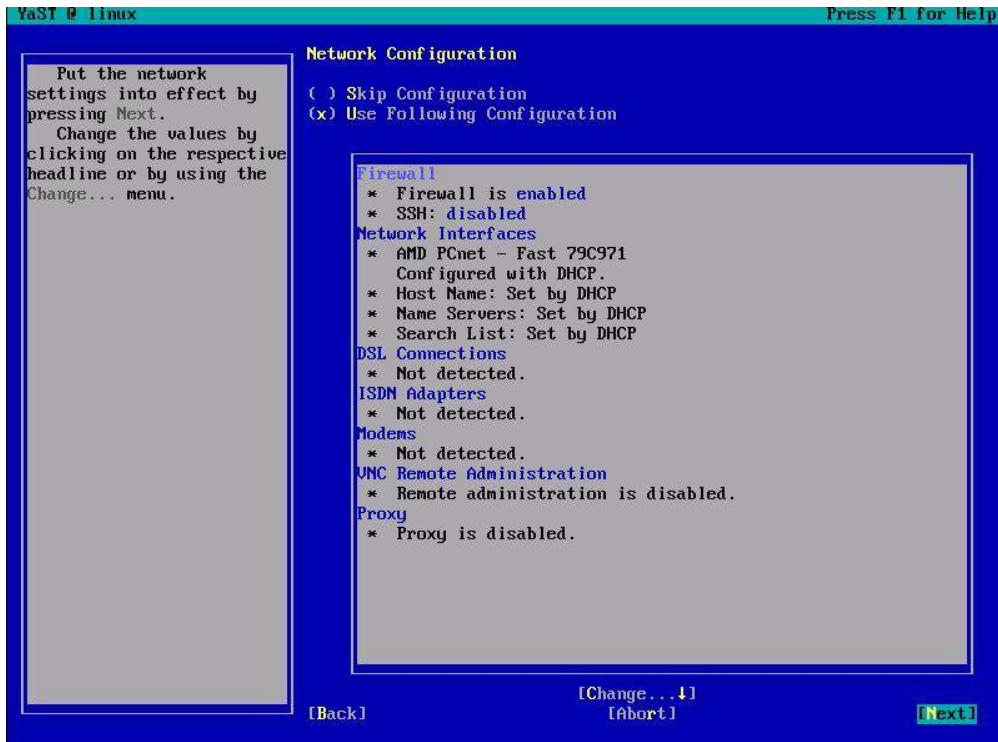 YaST @ linux
Press F1 for Help
Put the network
settings into effect by
pressing Next.
Change the values by
clicking on the respective
headline or by using the
Change... menu.
Network Configuration
( ) Skip Configuration
(x) Use Following Configuration
Firewall
* Firewall is enabled
* SSH: disabled
Network Interfaces
* AMD PCnet - Fast 79C971
Configured with DHCP.
* Host Name: Set by DHCP
* Name Servers: Set by DHCP
* Search List: Set by DHCP
DSL Connections
* Not detected.
ISDN Adapters
* Not detected.
Modems
* Not detected.
VNC Remote Administration
* Remote administration is disabled.
Proxy
* Proxy is disabled.
[Change...↓]
[Back] [Abort] [Next]